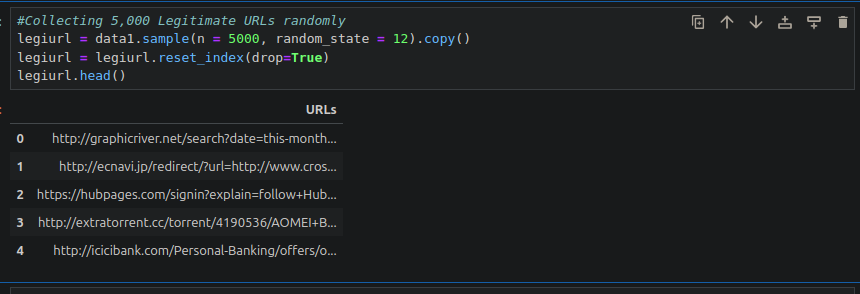 #Collecting 5,000 Legitimate URLs randomly
legiurl = data1.sample(n = 5000, random_state = 12).copy()
legiurl = legiurl.reset_index(drop=True)
legiurl.head()
URLs
0 http://graphicriver.net/search?date=this-month...
1 http://ecnavi.jp/redirect/?url=http://www.cros...
2 https://hubpages.com/signin?explain=follow+Hub...
3 http://extratorrent.cc/torrent/4190536/AOMEI+B...
4 http://icicibank.com/Personal-Banking/offers/o...